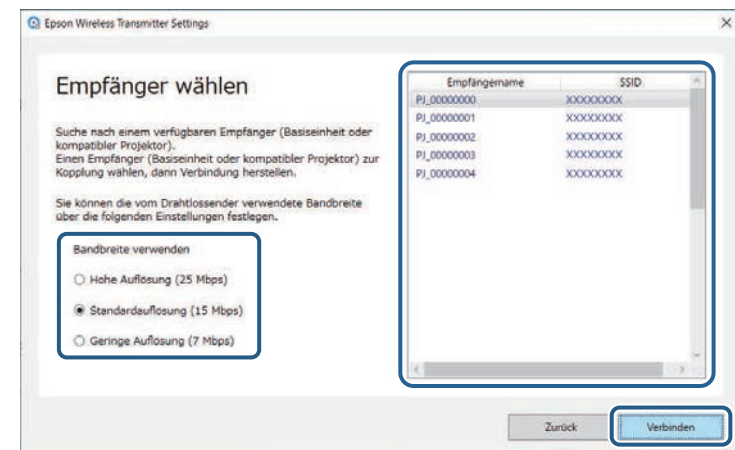 Epson Wireless Transmitter Settings
Empfänger wählen
Suche nach einem verfügbaren Empfänger (Basiseinheit oder
kompatibler Projektor).
Einen Empfänger (Basiseinheit oder kompatibler Projektor) zur
Kopplung wählen, dann Verbindung herstellen.
Sie können die vom Drahtlossender verwendete Bandbreite
über die folgenden Einstellungen festlegen.
Bandbreite verwenden
Hohe Auflösung (25 Mbps)
Standardauflösung (15 Mbps)
Geringe Auflösung (7 Mbps)
Empfängername SSID
PJ_00000000 XXXXXXXX
PJ_00000001 XXXXXXXX
PJ_00000002 XXXXXXXX
PJ_00000003 XXXXXXXX
PJ_00000004 XXXXXXXX
Zurück Verbinden